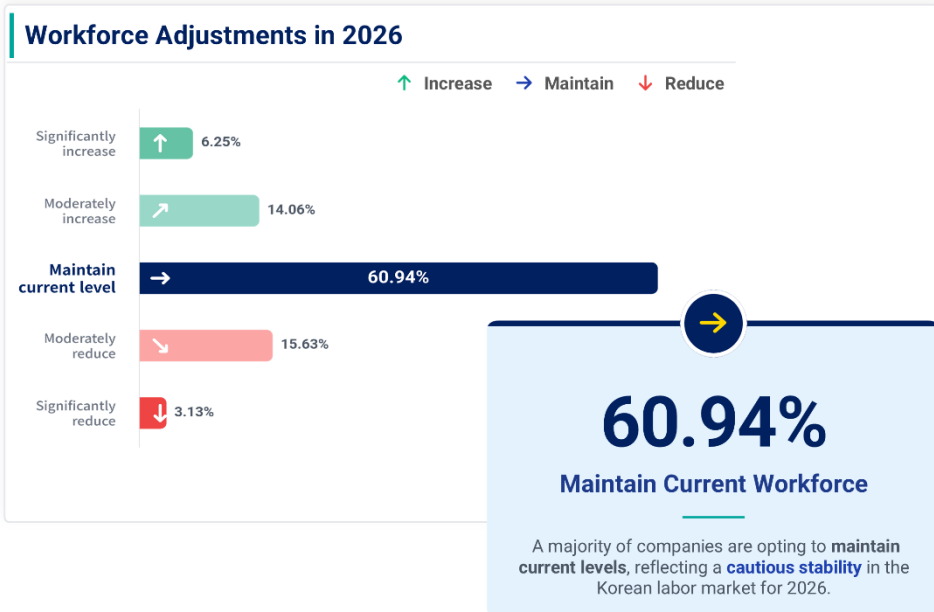 Workforce Adjustments in 2026
Increase
Maintain
Reduce
Significantly
increase
6.25%
Moderately
increase
14.06%
Maintain
current level
60.94%
Moderately
reduce
15.63%
Significantly
reduce
3.13%
60.94%
Maintain Current Workforce
A majority of companies are opting to maintain
current levels, reflecting a cautious stability in the
Korean labor market for 2026.